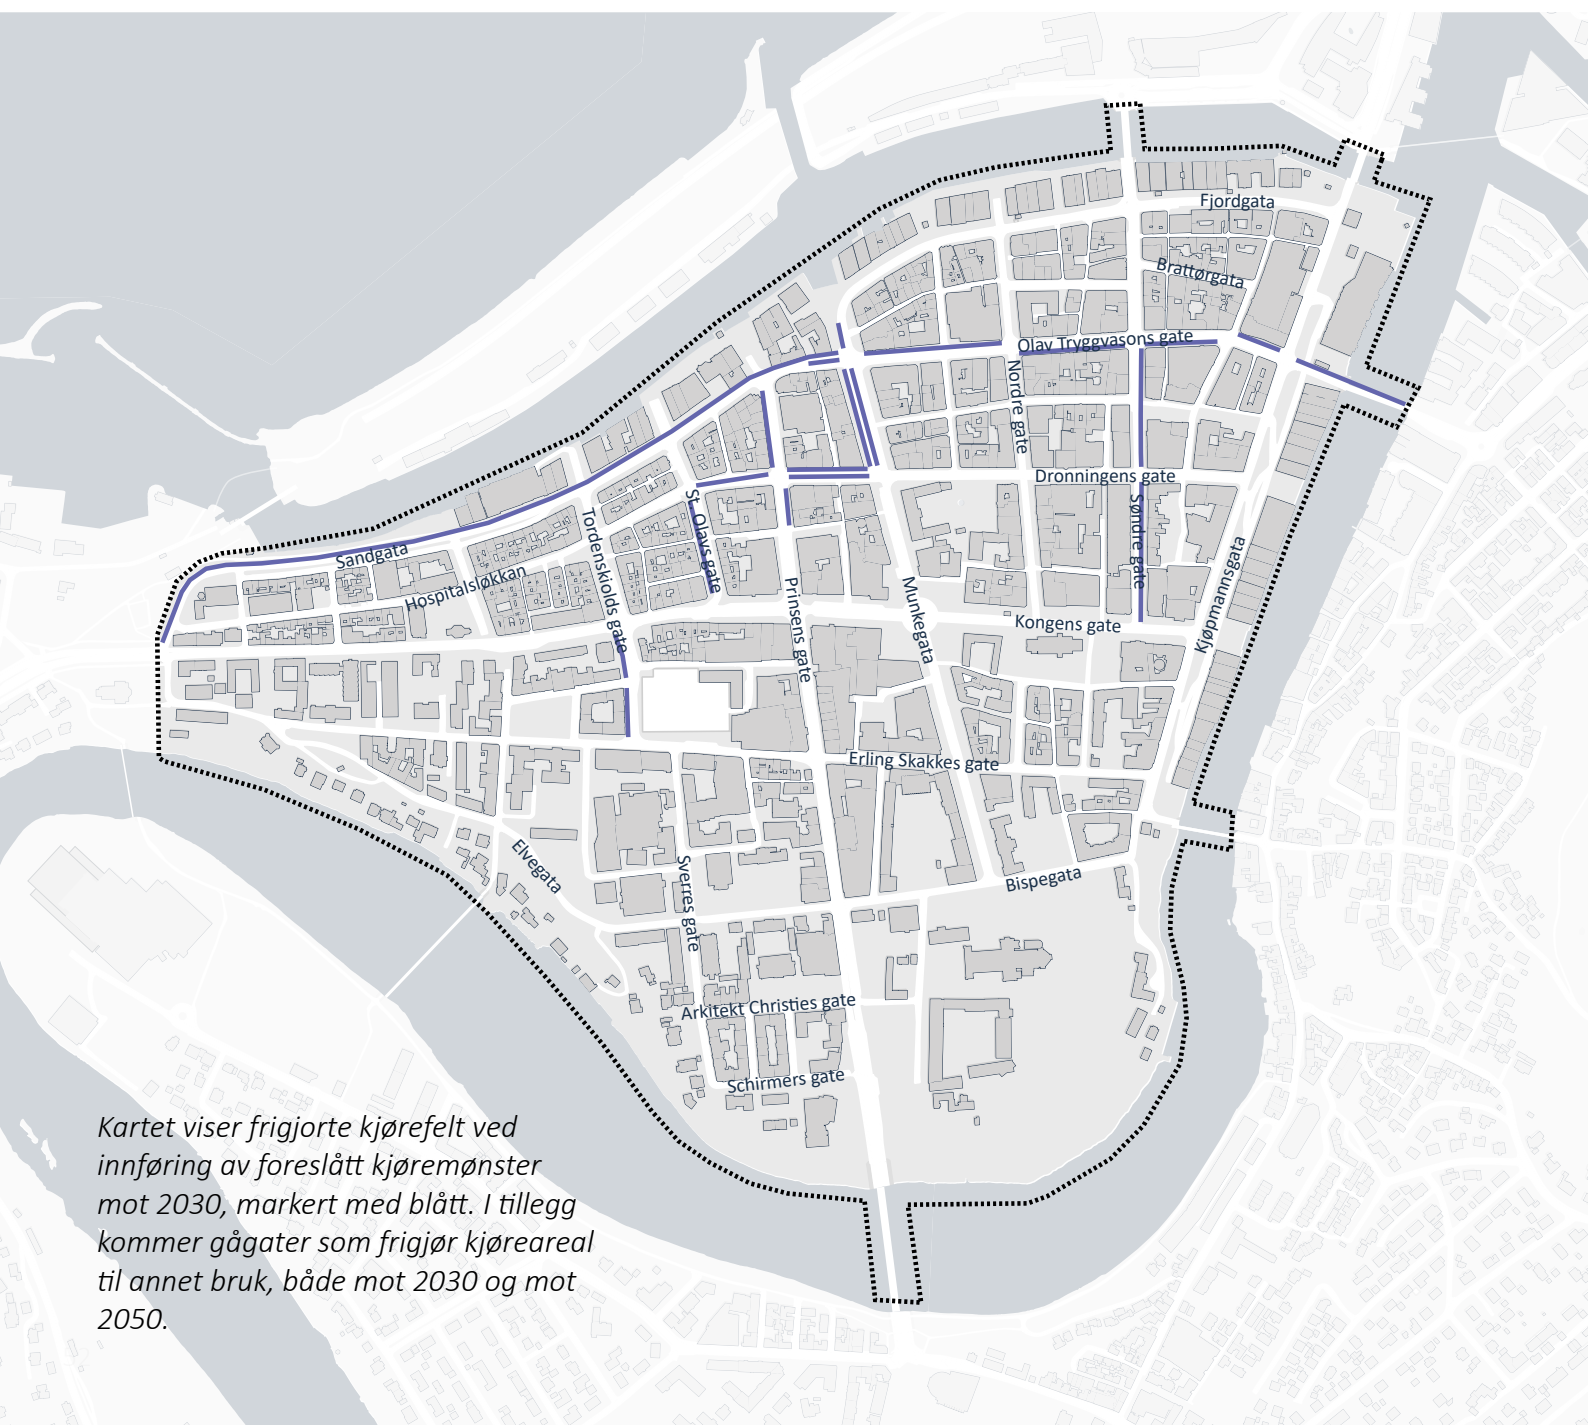 Fjordgata
Brattørgata
Olav Tryggvasons gate
Nordre gate
Dronningens gate
St. Olavs gate
Søndre gate
Tordenskiolds gate
Sandgata
Hospitalsløkkan
Kjøpmannsgata
Prinsens gate
Munkegata
Kongens gate
Erling Skakkes gate
Elvegata
Sverres gate
Bispegata
Arkitekt Christies gate
Schirmers gate
Kartet viser frigjorte kjørefelt ved
innføring av foreslått kjøremønster
mot 2030, markert med blått. I tillegg
kommer gågater som frigjør kjøreareal
til annet bruk, både mot 2030 og mot
2050.